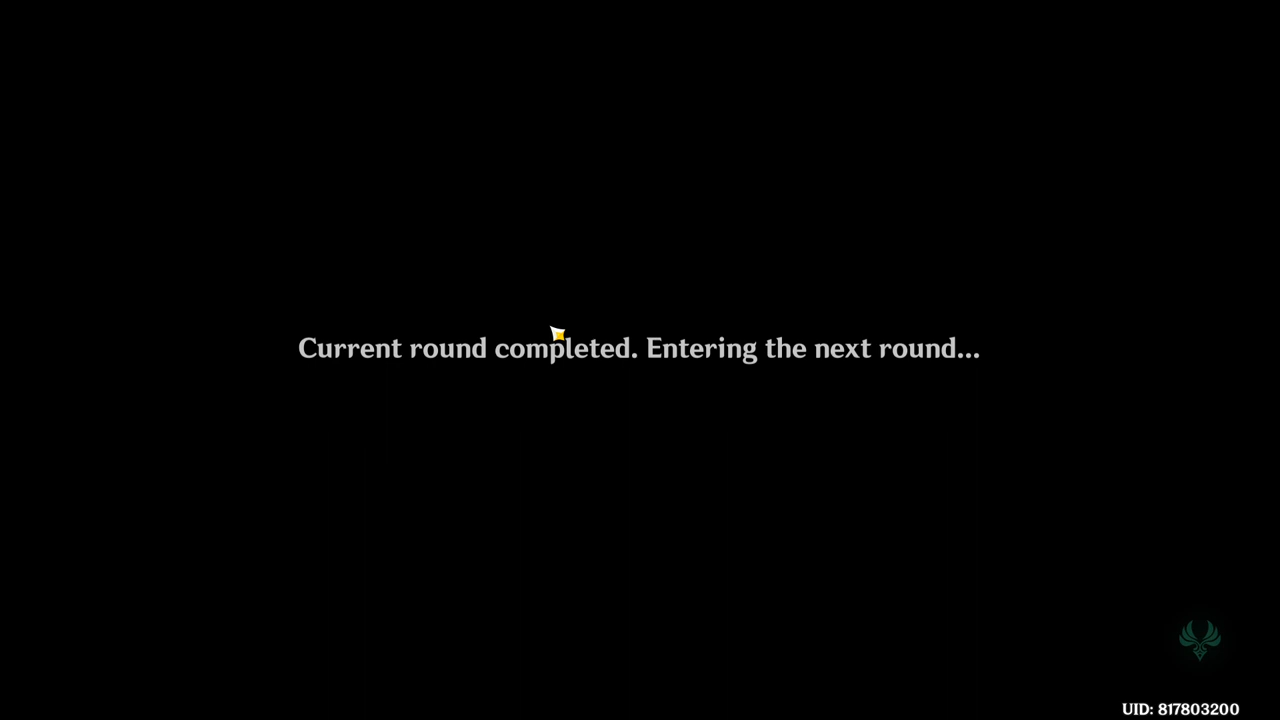 Current round completed. Entering the next round...
UID: 817803200